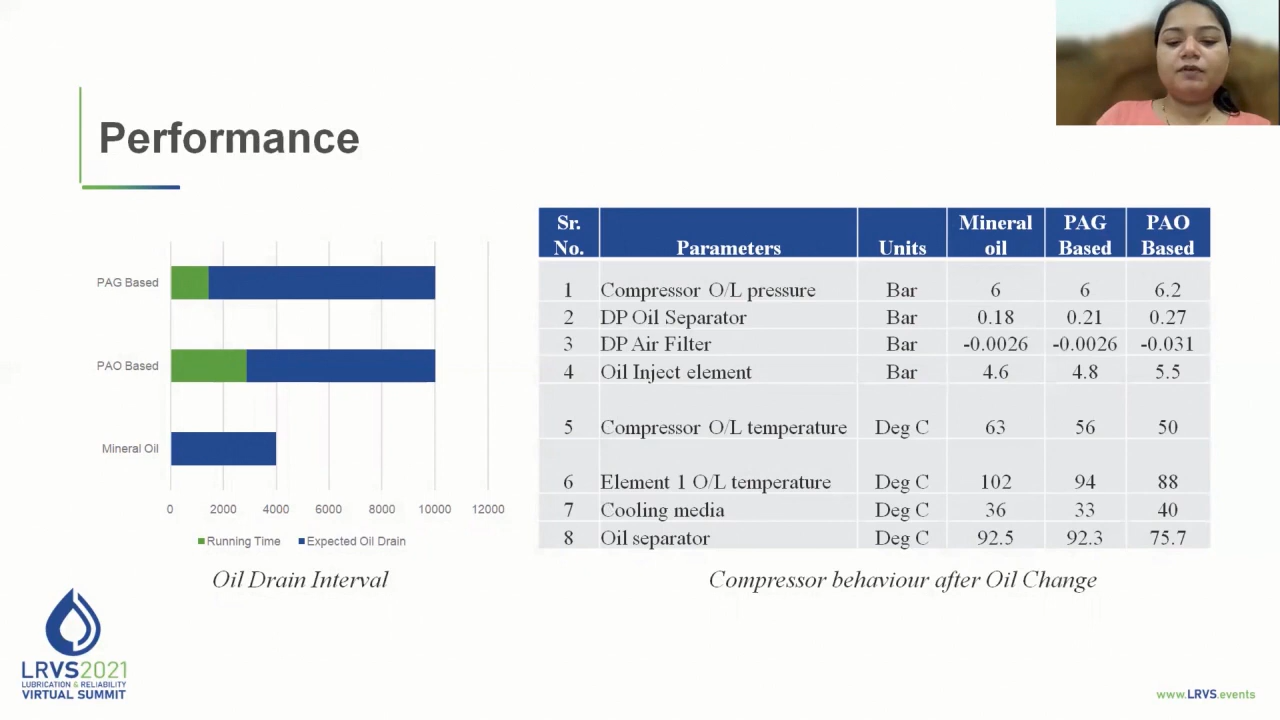 Performance
PAG Based
PAO Based
Mineral Oil
0 2000 4000 6000 8000 10000 12000
Running Time Expected Oil Drain
Oil Drain Interval
Sr. No. Parameters Units Mineral oil PAG Based PAO Based
1 Compressor O/L pressure Bar 6 6 6.2
2 DP Oil Separator Bar 0.18 0.21 0.27
3 DP Air Filter Bar -0.0026 -0.0026 -0.031
4 Oil Inject element Bar 4.6 4.8 5.5
5 Compressor O/L temperature Deg C 63 56 50
6 Element 1 O/L temperature Deg C 102 94 88
7 Cooling media Deg C 36 33 40
8 Oil separator Deg C 92.5 92.3 75.7
Compressor behaviour after Oil Change
LRVS2021
LUBRICATION & RELIABILITY
VIRTUAL SUMMIT
www.LRVS.events